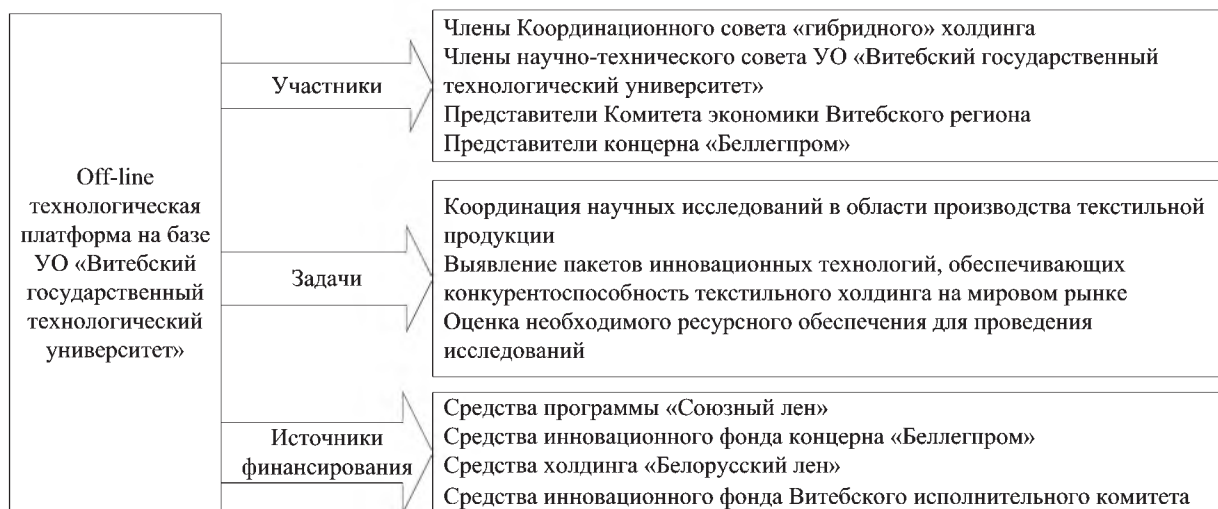 Off-line
технологическая
платформа на базе
УО «Витебский
государственный
технологический
университет»
Участники
Члены Координационного совета «гибридного» холдинга
Члены научно-технического совета УО «Витебский государственный
технологический университет»
Представители Комитета экономики Витебского региона
Представители концерна «Беллегпром»
Задачи
Координация научных исследований в области производства текстильной
продукции
Выявление пакетов инновационных технологий, обеспечивающих
конкурентоспособность текстильного холдинга на мировом рынке
Оценка необходимого ресурсного обеспечения для проведения
исследований
Источники
финансирования
Средства программы «Союзный лен»
Средства инновационного фонда концерна «Беллегпром»
Средства холдинга «Белорусский лен»
Средства инновационного фонда Витебского исполнительного комитета